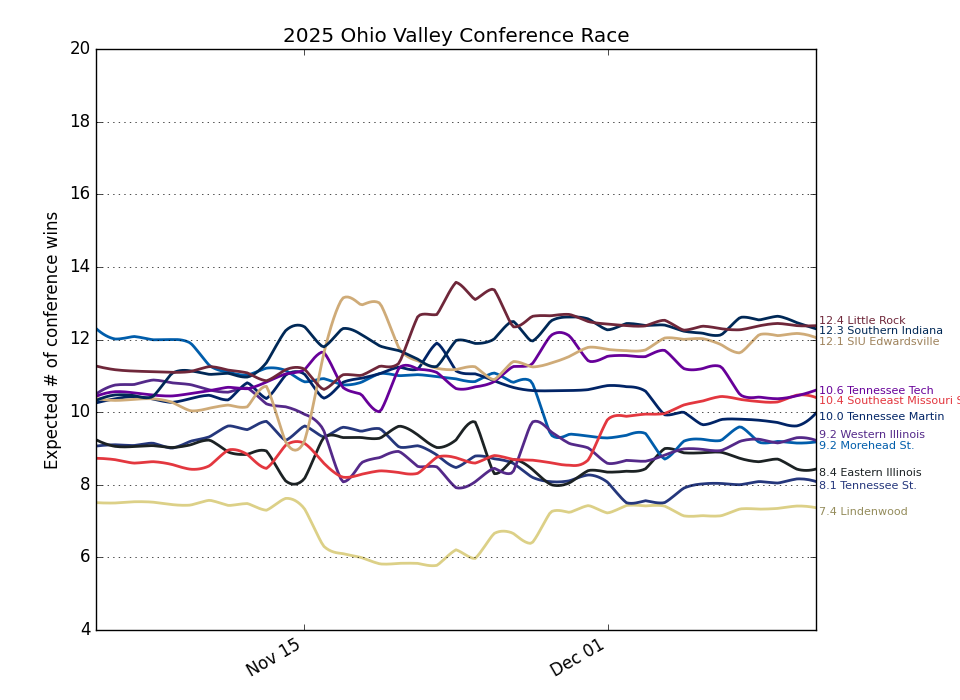 2025 Ohio Valley Conference Race
Expected # of conference wins
20
18
16
14
12
10
8
6
4
Nov 15
Dec 01
12.4 Little Rock
12.3 Southern Indiana
12.1 SIU Edwardsville
10.6 Tennessee Tech
10.4 Southeast Missouri S
10.0 Tennessee Martin
9.2 Western Illinois
9.2 Morehead St.
8.4 Eastern Illinois
8.1 Tennessee St.
7.4 Lindenwood